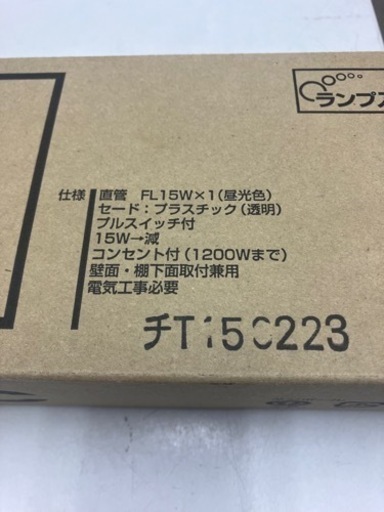 ランプ
仕様 直管 FL15W×1(昼光色)
セード:プラスチック(透明)
プルスイッチ付
15W→減
コンセント付(1200Wまで)
壁面・棚下面取付兼用
電気工事必要
チT150223